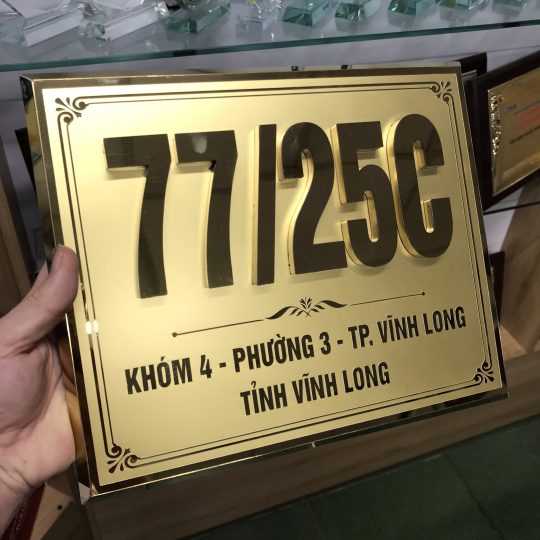 77/25C
KHÓM 4 - PHƯỜNG 3 - TP. VĨNH LONG
TỈNH VĨNH LONG